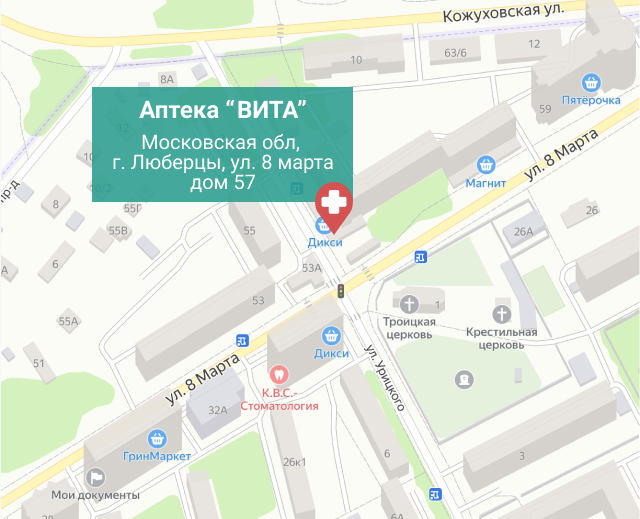 Кожуховская ул.
12
63/6
10
8А
Пятёрочка
59
ул. 8 Марта
Аптека “ВИТА”
Московская обл,
г. Люберцы, ул. 8 марта
дом 57
Магнит
8
55Г
55В
55
26
26А
Дикси
6
53А
53
1
Троицкая
церковь
Крестильная
церковь
55А
51
Дикси
ул. 8 Марта
ул. Урицкого
К.В.С.-
Стоматология
32А
ГринМаркет
26к1
6
3
Мои документы
28